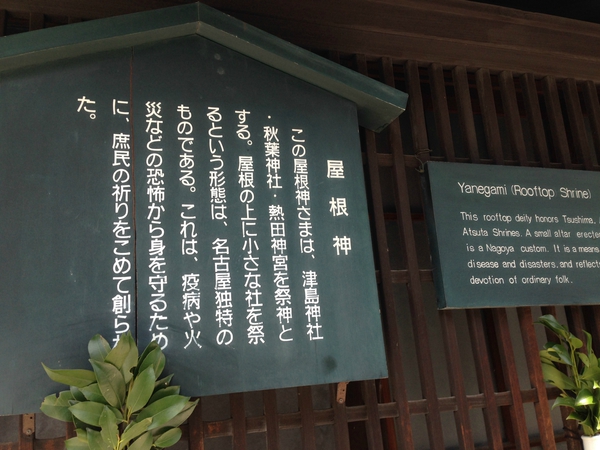 屋根神
この屋根神さまは、津島神社
・秋葉神社・熱田神宮を祭神と
する。屋根の上に小さな社を祭
るという形態は、名古屋独特の
ものである。これは、疫病や火
災などの恐怖から身を守るため
に、庶民の祈りをこめて創ら
た。
Yanegami (Rooftop Shrine)
This rooftop deity honors Tsushima,
Atsuta Shrines. A small altar erected
is a Nagoya custom. It is a means
disease and disasters, and reflects
devotion of ordinary folk.